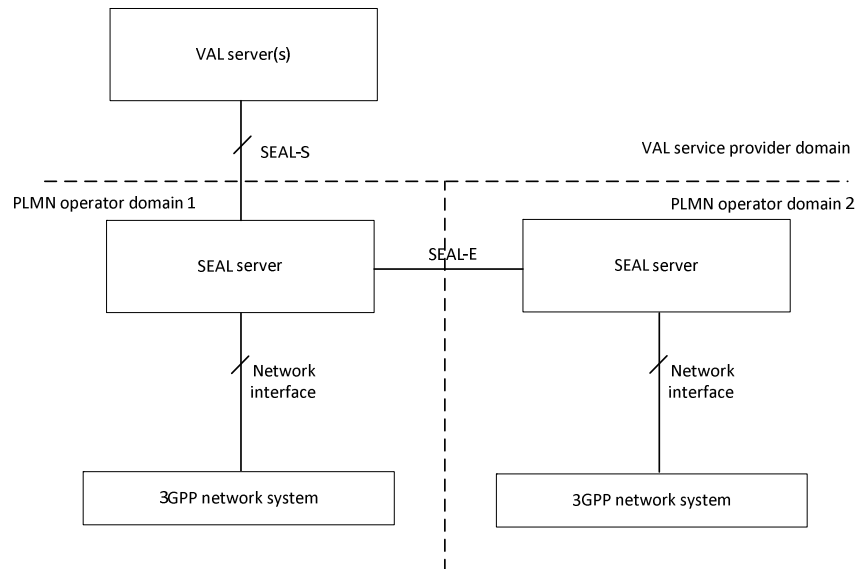 VAL server(s)
SEAL-S
VAL service provider domain
PLMN operator domain 1
PLMN operator domain 2
SEAL server
SEAL-E
SEAL server
Network
interface
Network
interface
3GPP network system
3GPP network system